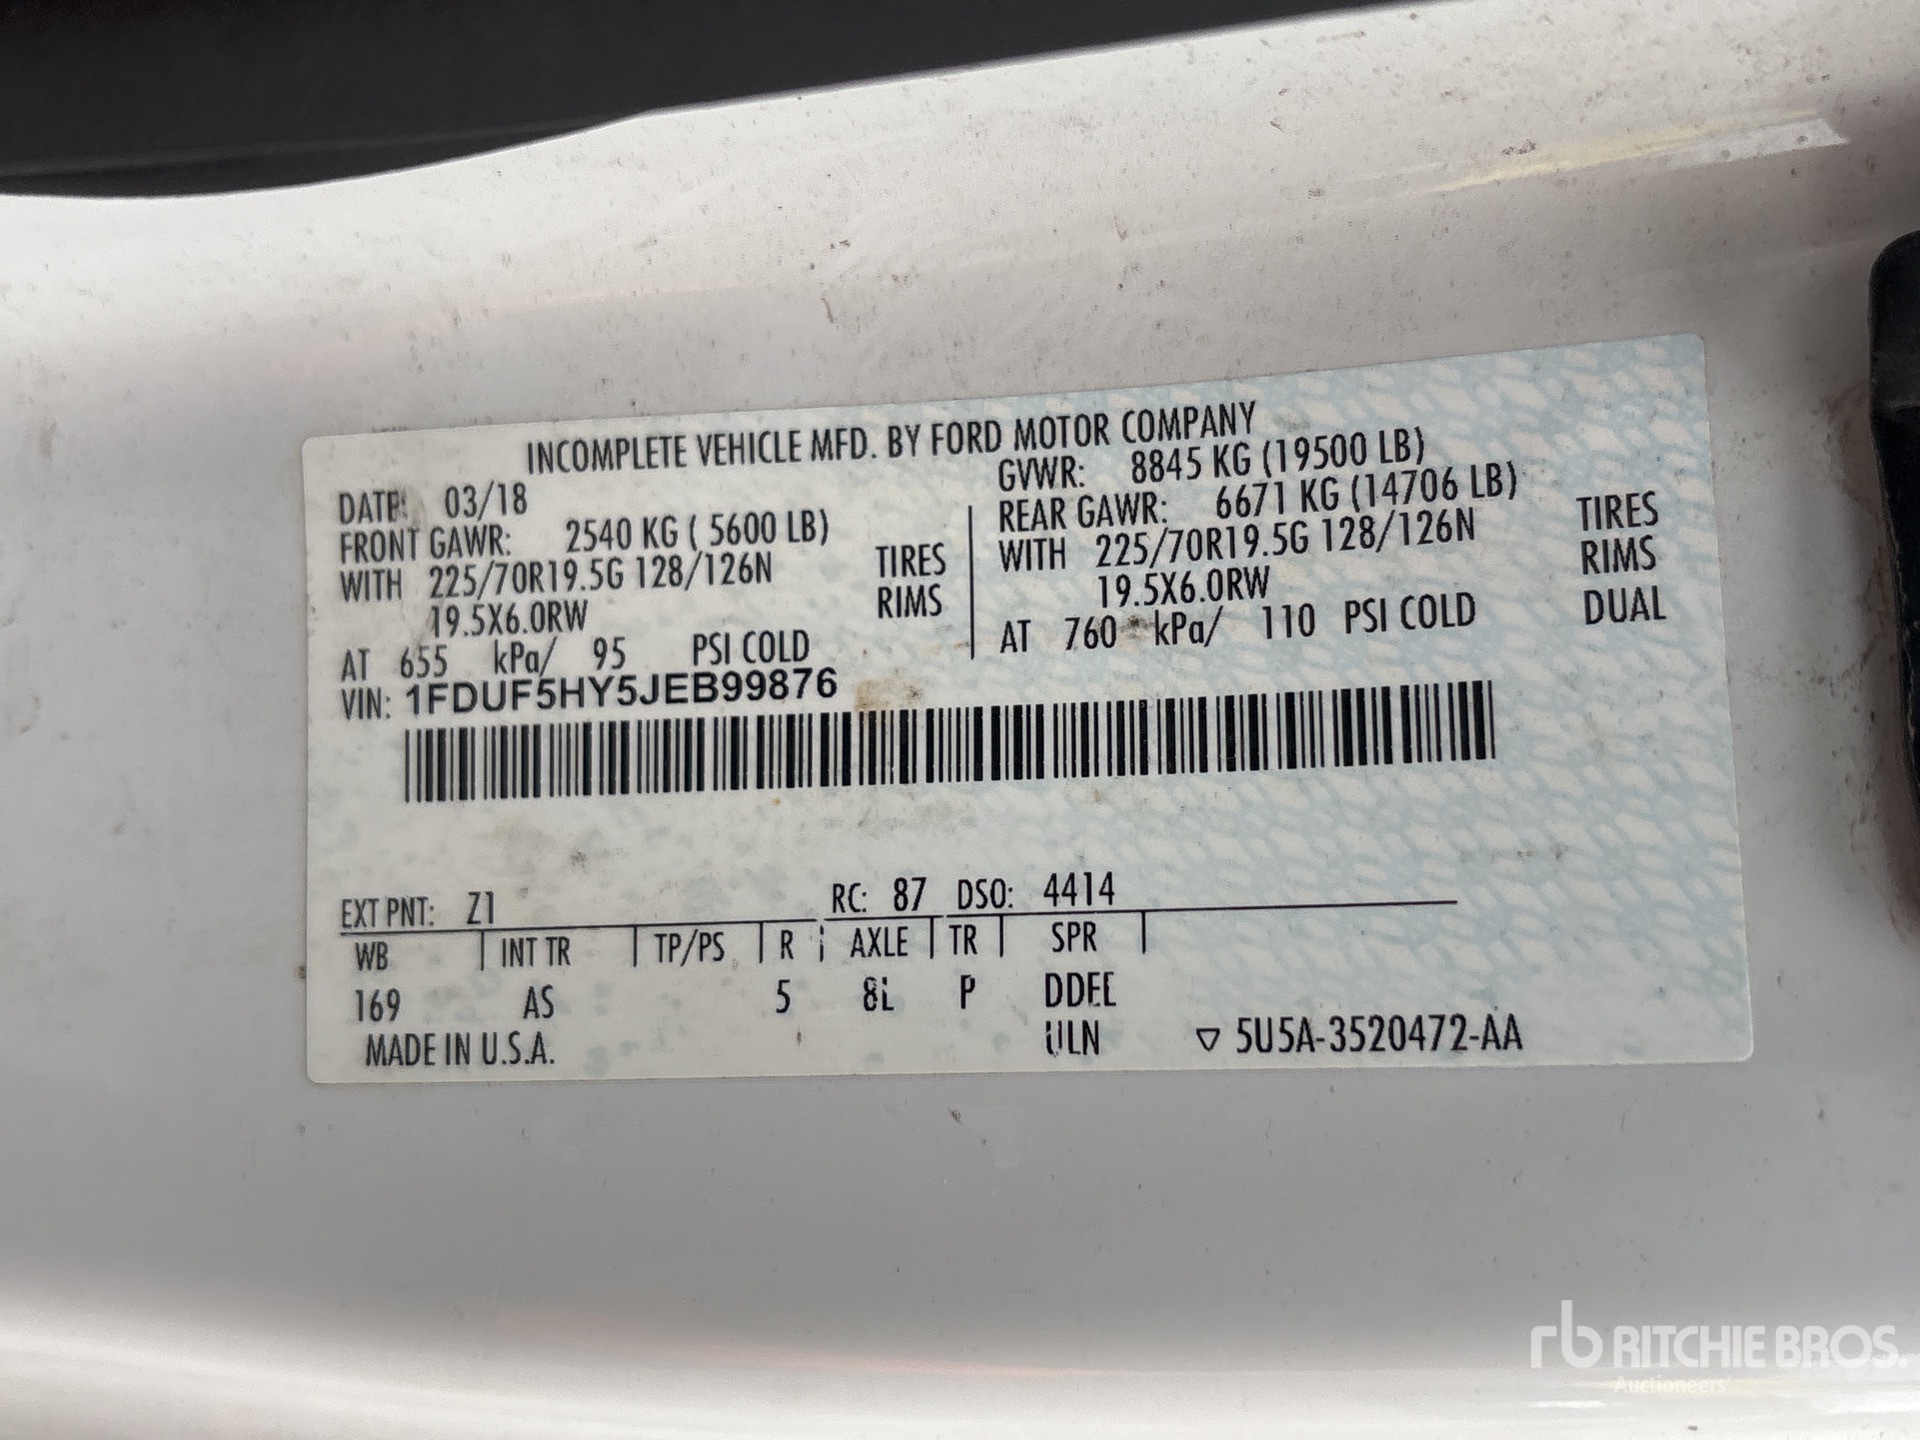 INCOMPLETE VEHICLE MFD. BY FORD MOTOR COMPANY
DATE: 03/18
GVWR: 8845 KG (19500 LB)
FRONT GAWR: 2540 KG ( 5600 LB)
REAR GAWR: 6671 KG (14706 LB)
WITH 225/70R19.5G 128/126N TIRES
WITH 225/70R19.5G 128/126N TIRES
19.5X6.0RW RIMS
19.5X6.0RW RIMS
AT 655 kPa/ 95 PSI COLD
AT 760 kPa/ 110 PSI COLD DUAL
VIN: 1FDUF5HY5JEB99876
EXT PNT: Z1 RC: 87 DSO: 4414
WB INT TR TP/PS R AXLE TR SPR
169 AS 5 8L P DDEE
ULN
MADE IN U.S.A.
▽ 5U5A-3520472-AA
rb RITCHIE BROS.
Auctioneers